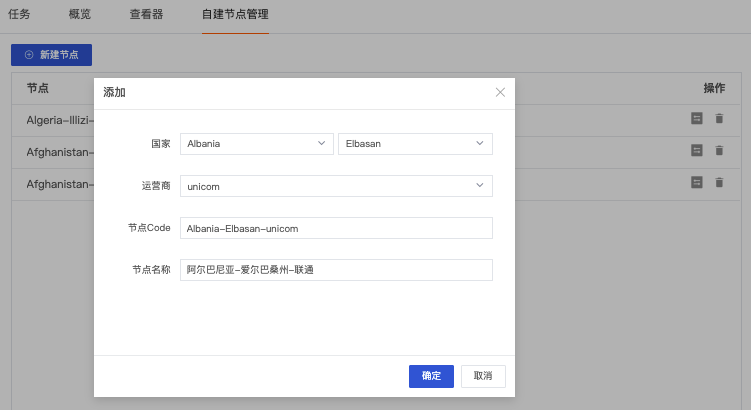 任务 概览 查看器 自建节点管理
新建节点
节点 操作
Algeria-Illizi-
Afghanistan-
Afghanistan-
添加
国家 Albania Elbasan
运营商 unicom
节点Code Albania-Elbasan-unicom
节点名称 阿尔巴尼亚-爱尔巴桑州-联通
确定 取消